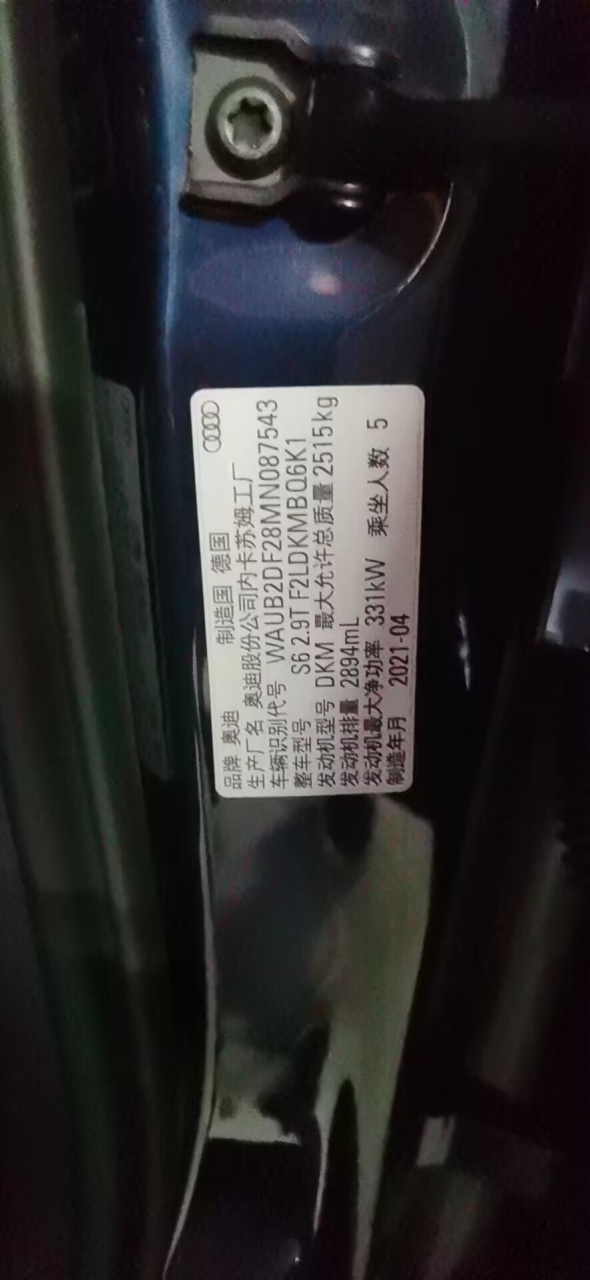 品牌 奥迪 制造国 德国
生产厂名 奥迪股份公司内卡苏姆工厂
车辆识别代号 WAUB2DF28MN087543
整车型号 S6 2.9T F2LDKMBQ6K1
发动机型号 DKM 最大允许总质量 2515kg
发动机排量 2894mL
发动机最大净功率 331kW 乘坐人数 5
制造年月 2021-04